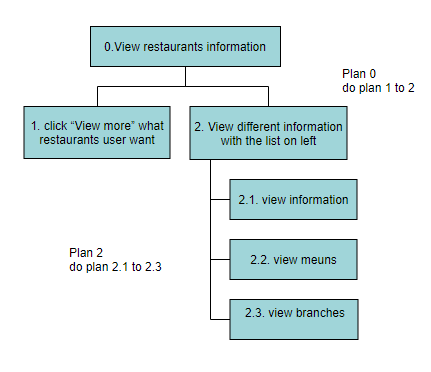 0.View restaurants information
Plan 0
do plan 1 to 2
1. click “View more” what
restaurants user want
2. View different information
with the list on left
2.1. view information
Plan 2
do plan 2.1 to 2.3
2.2. view meuns
2.3. view branches